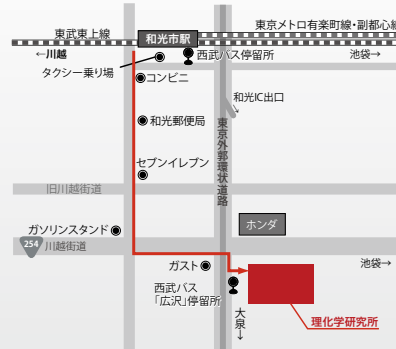 東京メトロ有楽町線・副都心線
東武東上線
和光市駅
←川越
西武バス停留所
池袋→
タクシー乗り場
コンビニ
和光IC出口
↓
和光郵便局
東京外郭環状道路
セブンイレブン
旧川越街道
ホンダ
ガソリンスタンド
254
川越街道
池袋→
ガスト
西武バス
「広沢」停留所
大泉↓
理化学研究所